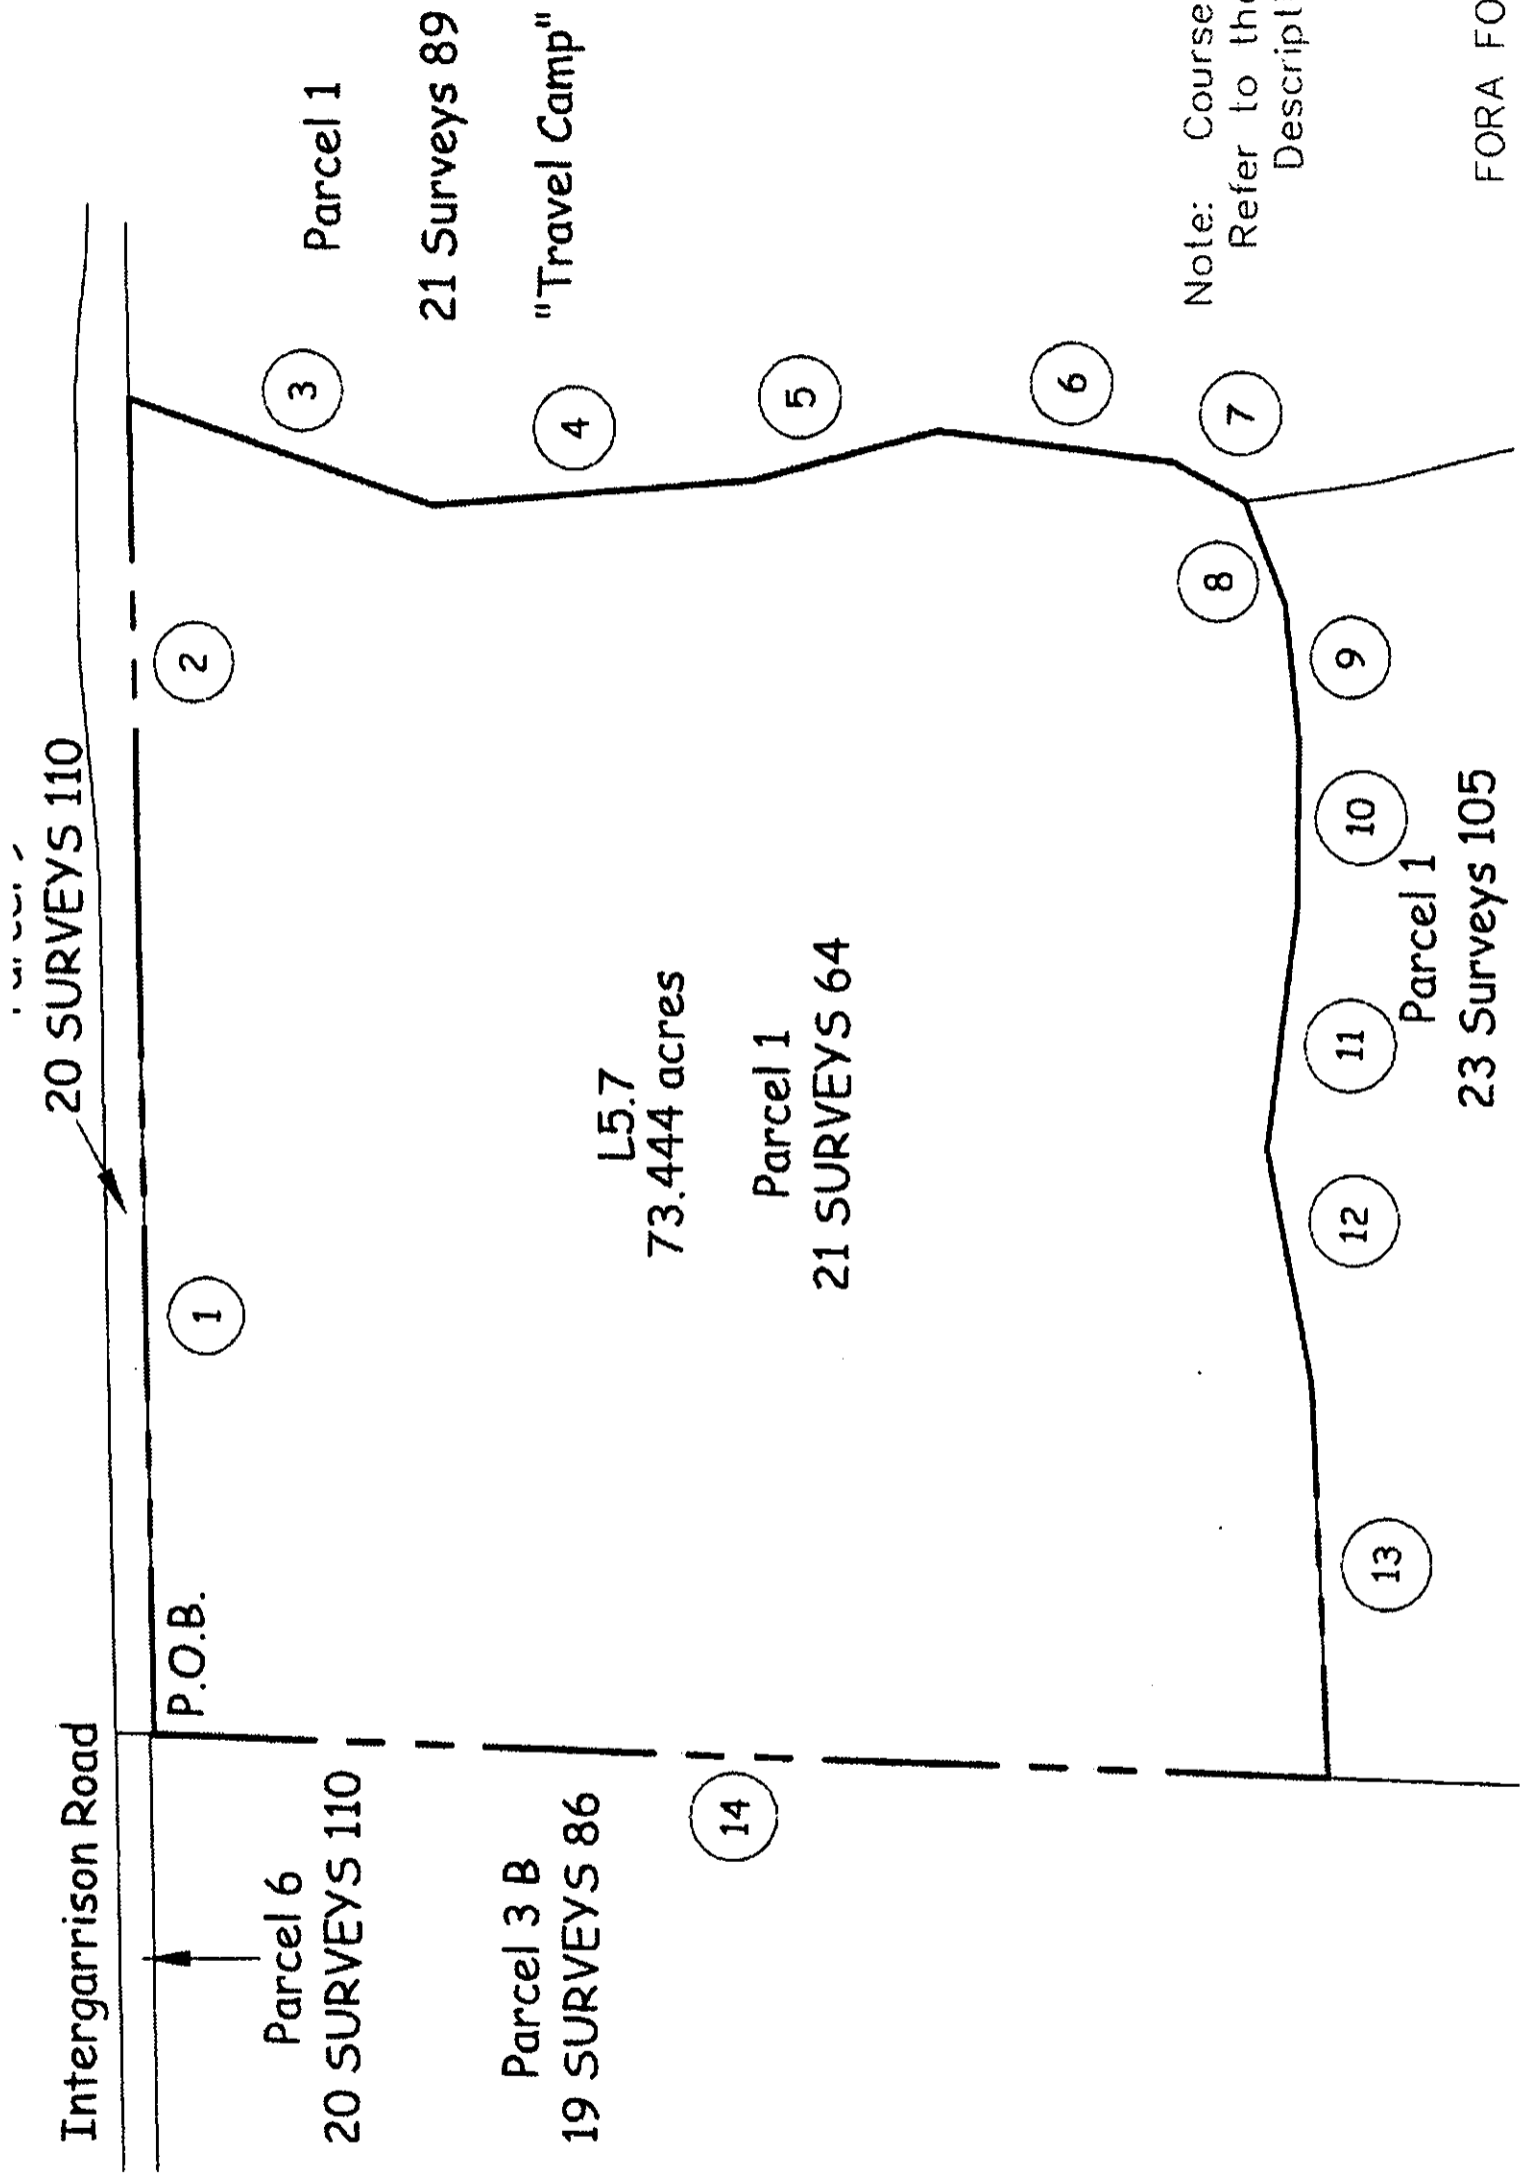 20 SURVEYS 110
Intergarrison Road
P.O.B.
1
2
3
4
5
6
7
8
9
10
11
12
13
14
Parcel 6
20 SURVEYS 110
Parcel 3 B
19 SURVEYS 86
L5.7
73.444 acres
Parcel 1
21 SURVEYS 64
Parcel 1
21 Surveys 89
"Travel Camp"
Parcel 1
23 Surveys 105
Note: Course
Refer to the
Descript
FORA FO